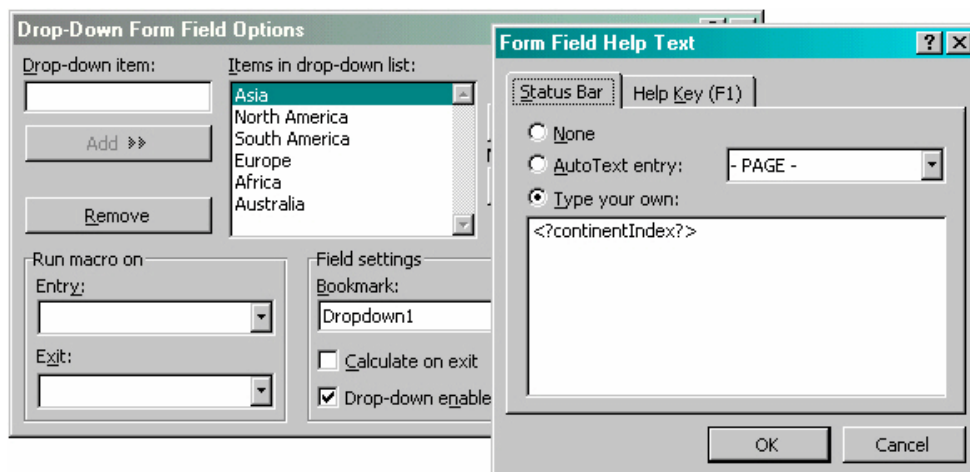 Drop-Down Form Field Options
Drop-down item:
Items in drop-down list:
Asia
North America
South America
Europe
Africa
Australia
Add
Remove
Run macro on
Entry:
Exit:
Field settings
Bookmark:
Dropdown1
Calculate on exit
Drop-down enable
Form Field Help Text
Status Bar
Help Key (F1)
None
AutoText entry:
- PAGE -
Type your own:
<?continentIndex?>
OK
Cancel